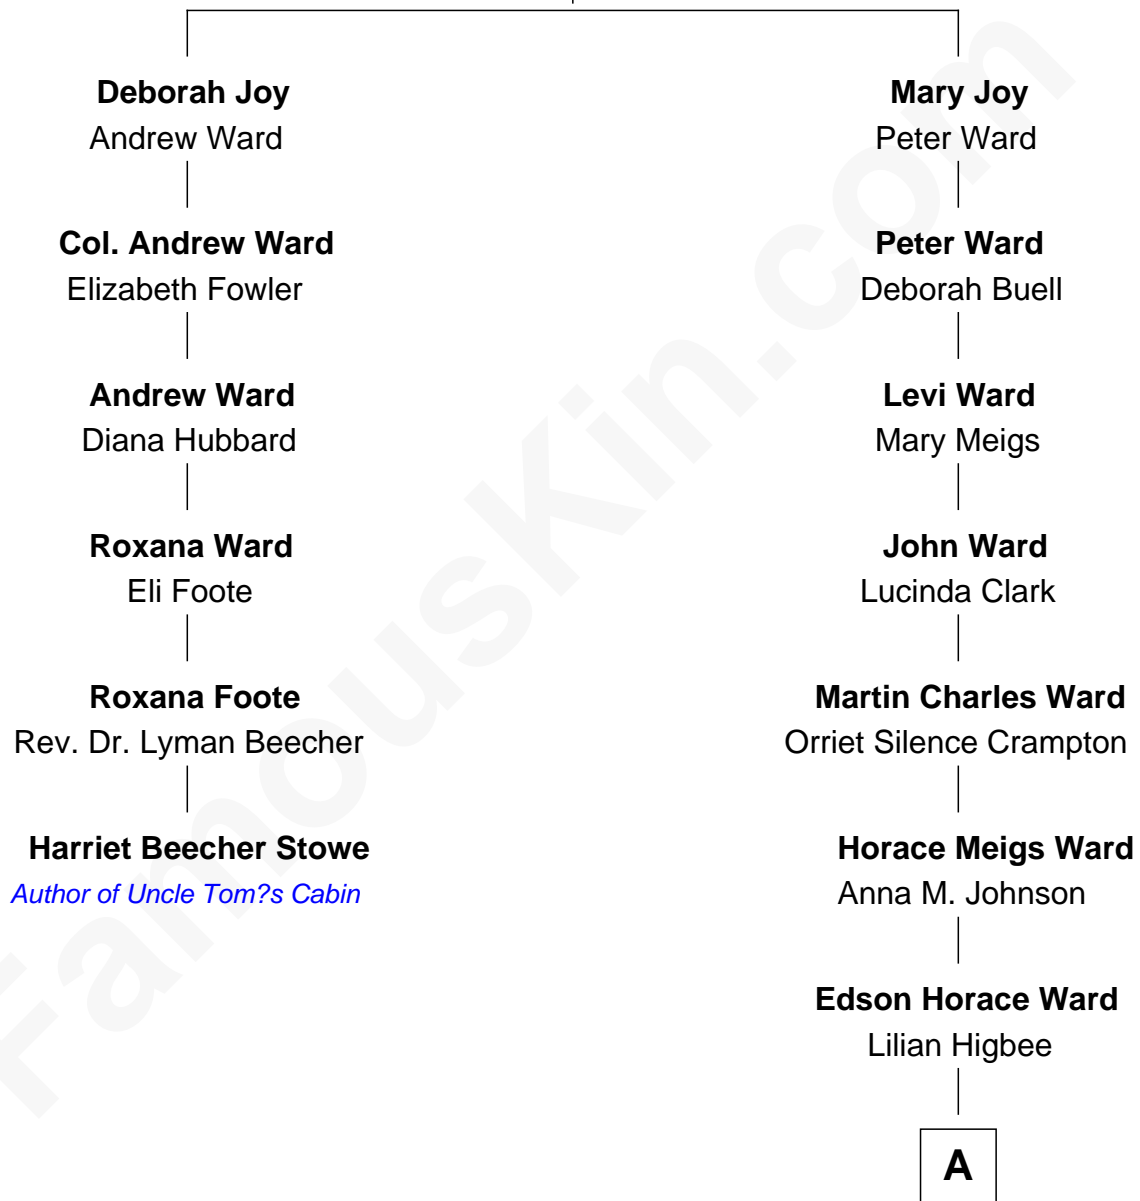 Deborah Joy
Andrew Ward
Col. Andrew Ward
Elizabeth Fowler
Andrew Ward
Diana Hubbard
Roxana Ward
Eli Foote
Roxana Foote
Rev. Dr. Lyman Beecher
Harriet Beecher Stowe
Author of Uncle Tom?s Cabin
Mary Joy
Peter Ward
Peter Ward
Deborah Buell
Levi Ward
Mary Meigs
John Ward
Lucinda Clark
Martin Charles Ward
Orriet Silence Crampton
Horace Meigs Ward
Anna M. Johnson
Edson Horace Ward
Lilian Higbee
A
FamousKin.com